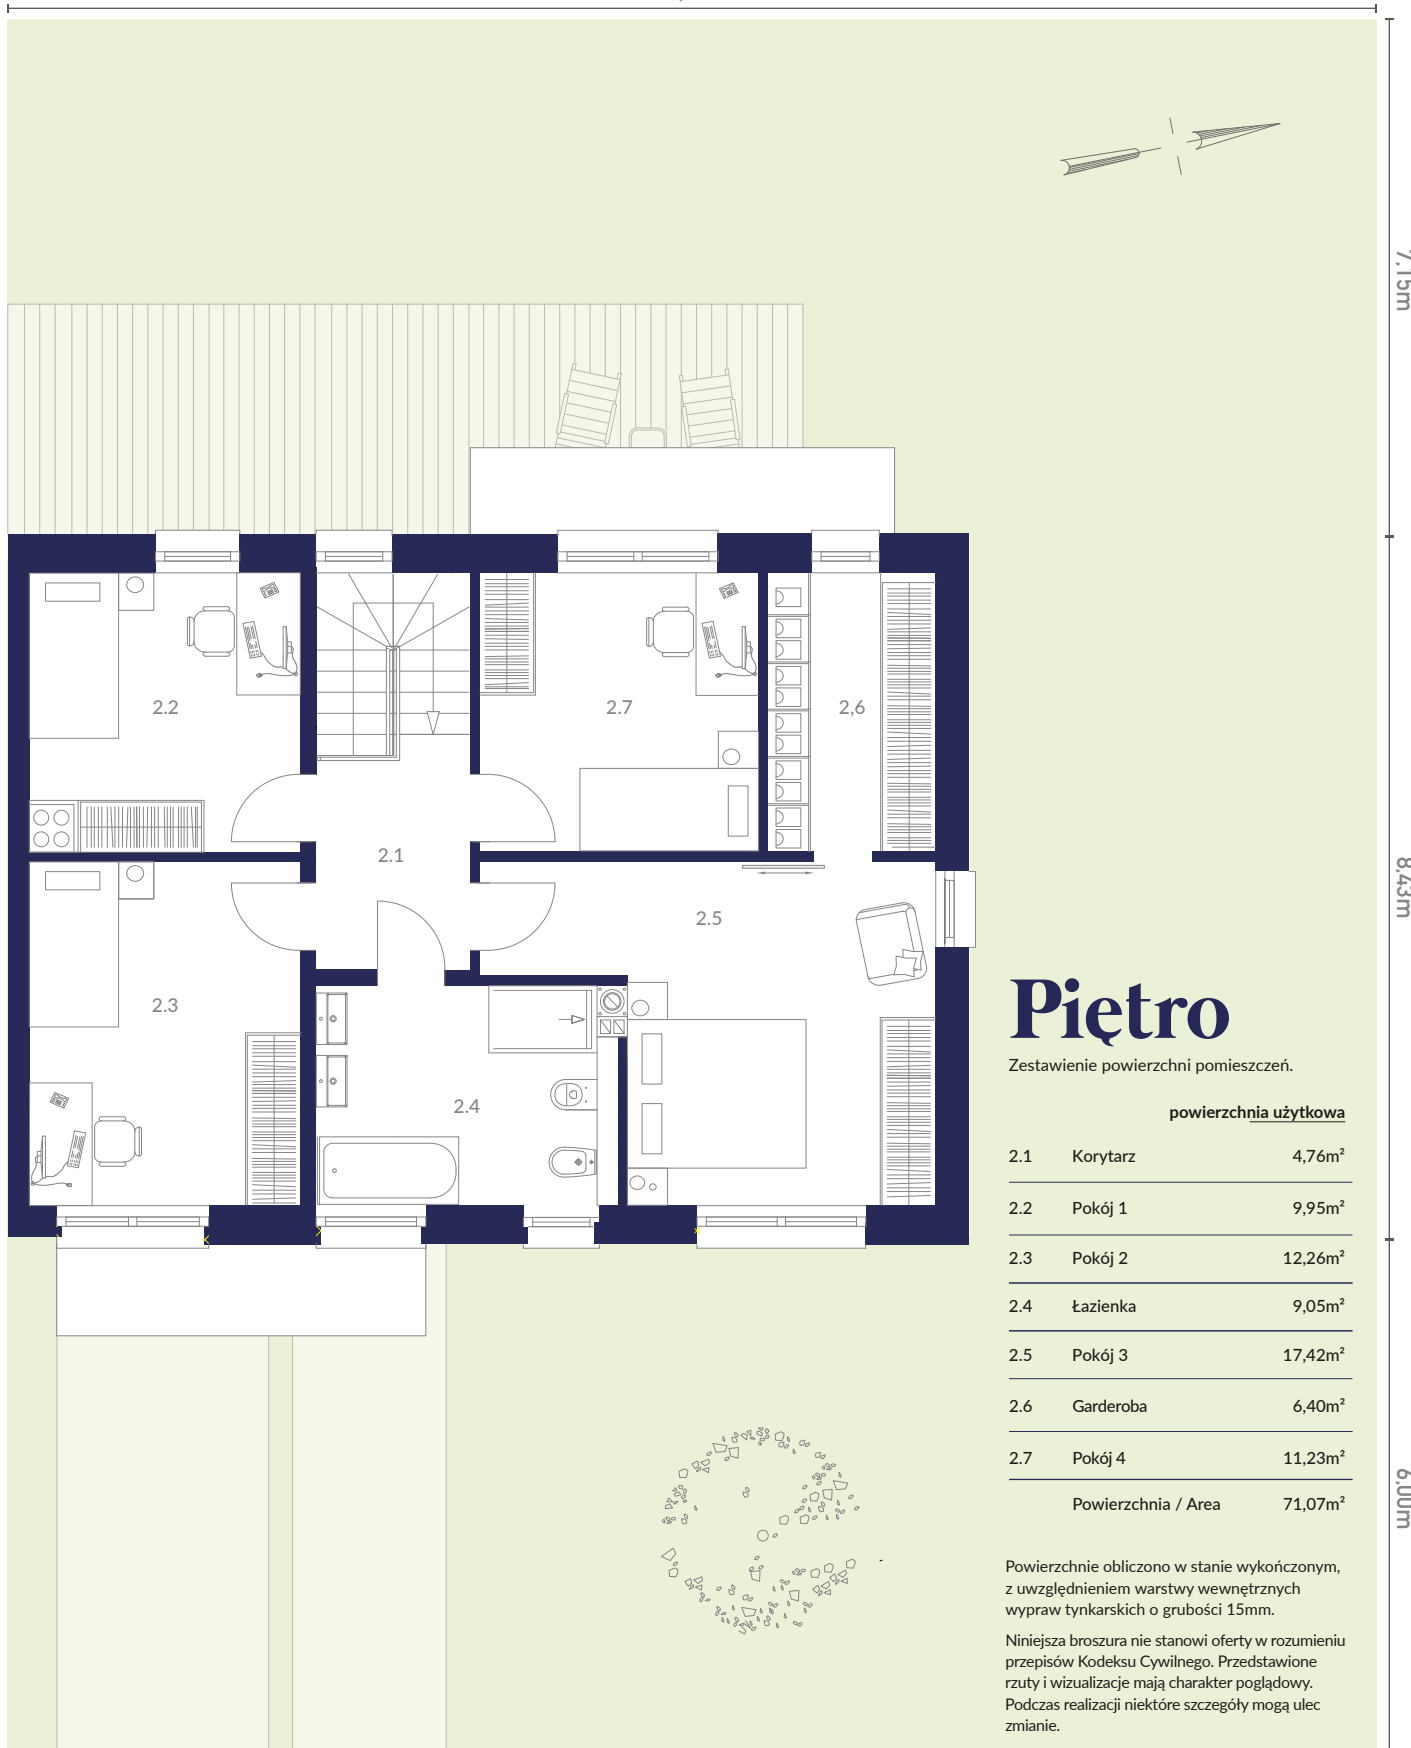 7,15m
2.2
2.7
2,6
2.1
8,43m
2.5
2.3
2.4
Piętro
Zestawienie powierzchni pomieszczeń.
powierzchnia użytkowa
2.1 Korytarz 4,76m²
2.2 Pokój 1 9,95m²
2.3 Pokój 2 12,26m²
2.4 Łazienka 9,05m²
2.5 Pokój 3 17,42m²
2.6 Garderoba 6,40m²
2.7 Pokój 4 11,23m²
Powierzchnia / Area 71,07m²
6,00m
Powierzchnie obliczono w stanie wykończonym,
z uwzględnieniem warstwy wewnętrznych
wypraw tynkarskich o grubości 15mm.
Niniejsza broszura nie stanowi oferty w rozumieniu
przepisów Kodeksu Cywilnego. Przedstawione
rzuty i wizualizacje mają charakter poglądowy.
Podczas realizacji niektóre szczegóły mogą ulec
zmianie.